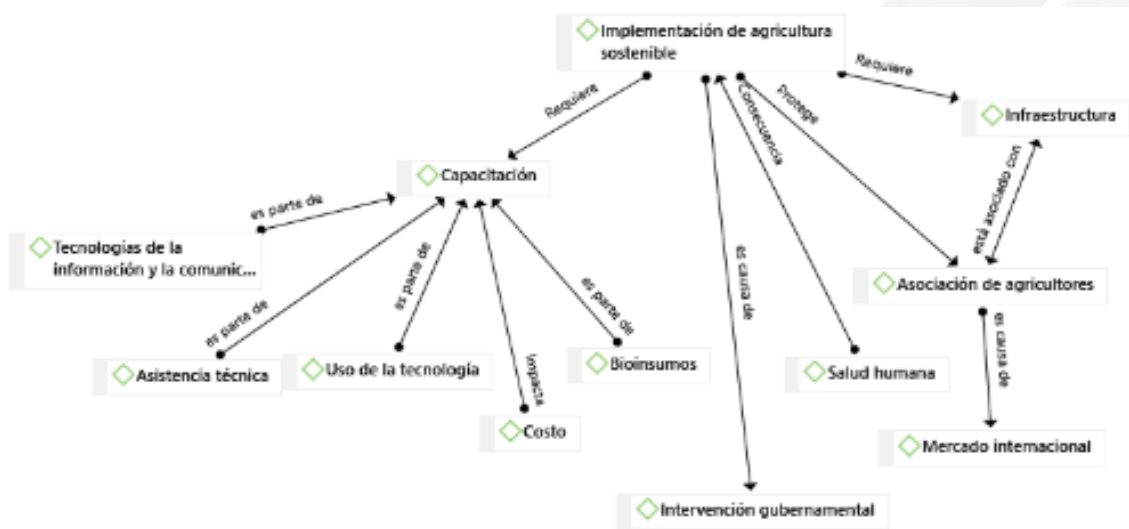 Implementación de agricultura
sostenible
Requiere
Requiere
Consecuencia
Protege
Infraestructura
Capacitación
está asociado con
es parte de
Tecnologías de la
información y la comunic...
es parte de
es parte de
es parte de
es causa de
Asociación de agricultores
Impacta
es causa de
Asistencia técnica
Uso de la tecnología
Bioinsumos
Salud humana
Costo
Mercado internacional
Intervención gubernamental